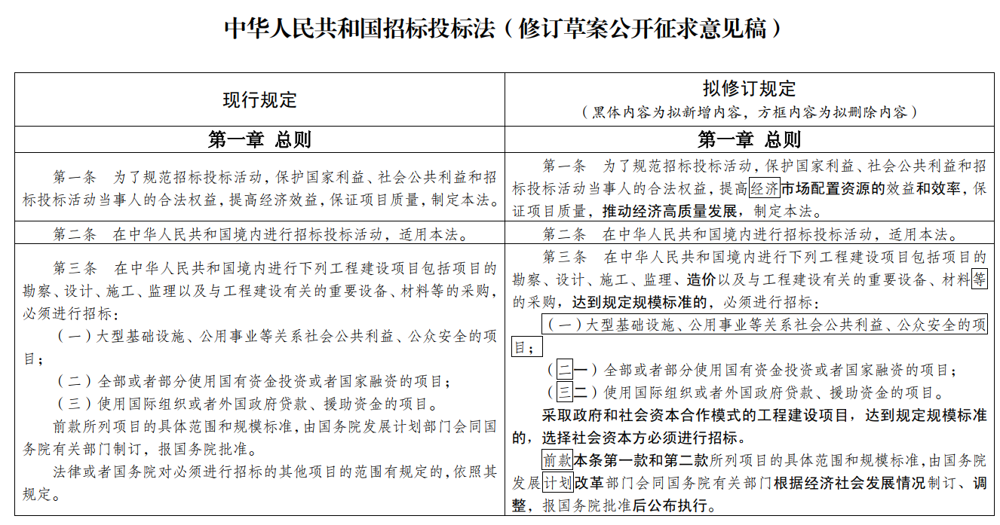 中华人民共和国招标投标法（修订草案公开征求意见稿）
现行规定
拟修订规定
（黑体内容为拟新增内容，方框内容为拟删除内容）
第一章 总则
第一章 总则
第一条　为了规范招标投标活动，保护国家利益、社会公共利益和招
标投标活动当事人的合法权益，提高经济效益，保证项目质量，制定本法。
第一条　为了规范招标投标活动，保护国家利益、社会公共利益和招
标投标活动当事人的合法权益，提高经济市场配置资源的效益和效率，保
证项目质量，推动经济高质量发展，制定本法。
第二条　在中华人民共和国境内进行招标投标活动，适用本法。
第二条　在中华人民共和国境内进行招标投标活动，适用本法。
第三条　在中华人民共和国境内进行下列工程建设项目包括项目的
勘察、设计、施工、监理以及与工程建设有关的重要设备、材料等的采购，
必须进行招标：
（一）大型基础设施、公用事业等关系社会公共利益、公众安全的项
目；
（二）全部或者部分使用国有资金投资或者国家融资的项目；
（三）使用国际组织或者外国政府贷款、援助资金的项目。
前款所列项目的具体范围和规模标准，由国务院发展计划部门会同国
务院有关部门制订，报国务院批准。
法律或者国务院对必须进行招标的其他项目的范围有规定的，依照其
规定。
第三条　在中华人民共和国境内进行下列工程建设项目包括项目的
勘察、设计、施工、监理、造价以及与工程建设有关的重要设备、材料等
的采购，达到规定规模标准的，必须进行招标：
（一）大型基础设施、公用事业等关系社会公共利益、公众安全的项
目；
（二一）全部或者部分使用国有资金投资或者国家融资的项目；
（三二）使用国际组织或者外国政府贷款、援助资金的项目。
采取政府和社会资本合作模式的工程建设项目，达到规定规模标准
的，选择社会资本方必须进行招标。
前款本条第一款和第二款所列项目的具体范围和规模标准，由国务院
发展计划改革部门会同国务院有关部门根据经济社会发展情况制订、调
整，报国务院批准后公布执行。